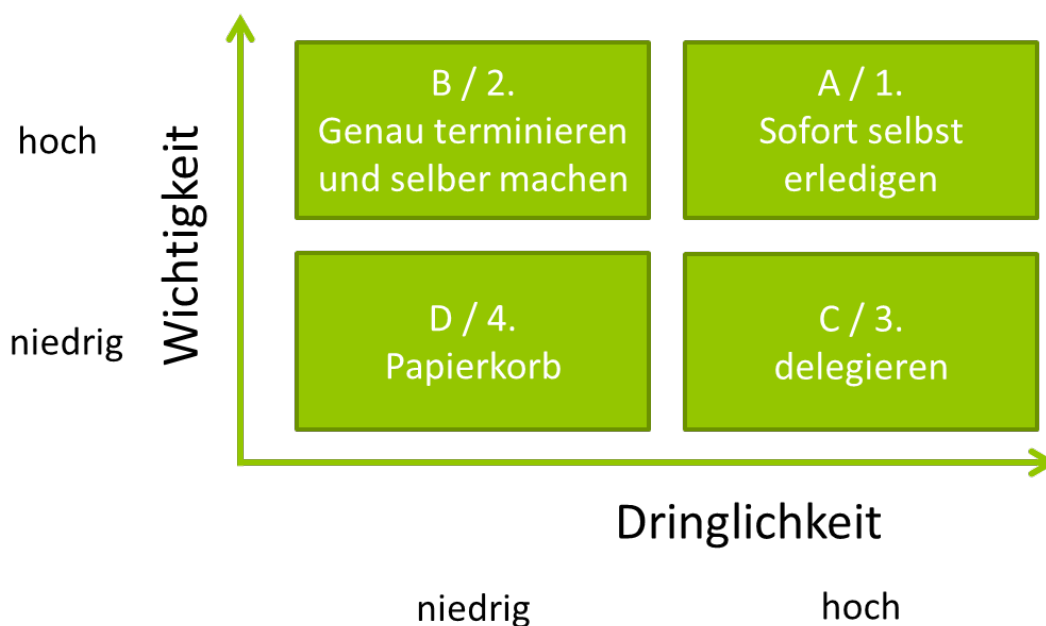 hoch
Wichtigkeit
niedrig
B / 2.
Genau terminieren
und selber machen
A / 1.
Sofort selbst
erledigen
D / 4.
Papierkorb
C / 3.
delegieren
Dringlichkeit
niedrig
hoch